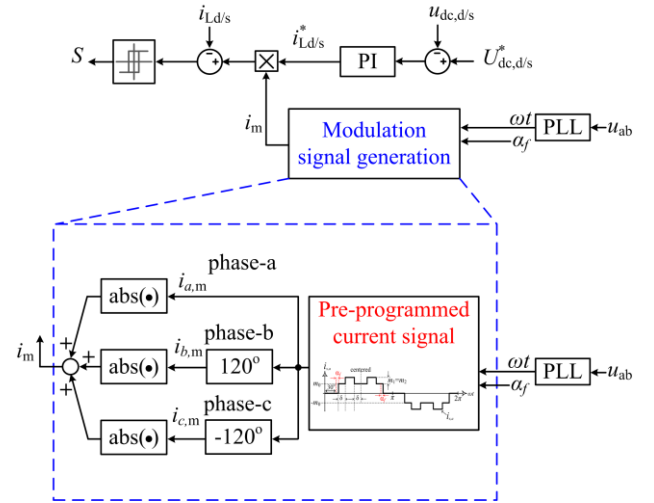 i_Ld/s
u_dc,d/s
S
i*_Ld/s
PI
U*_dc,d/s
i_m
Modulation
signal generation
ωt
α_f
PLL
u_ab
phase-a
abs(•)
i_a,m
Pre-programmed
current signal
phase-b
i_m
abs(•)
i_b,m
120°
centered
ωt
α_f
PLL
u_ab
phase-c
abs(•)
i_c,m
-120°